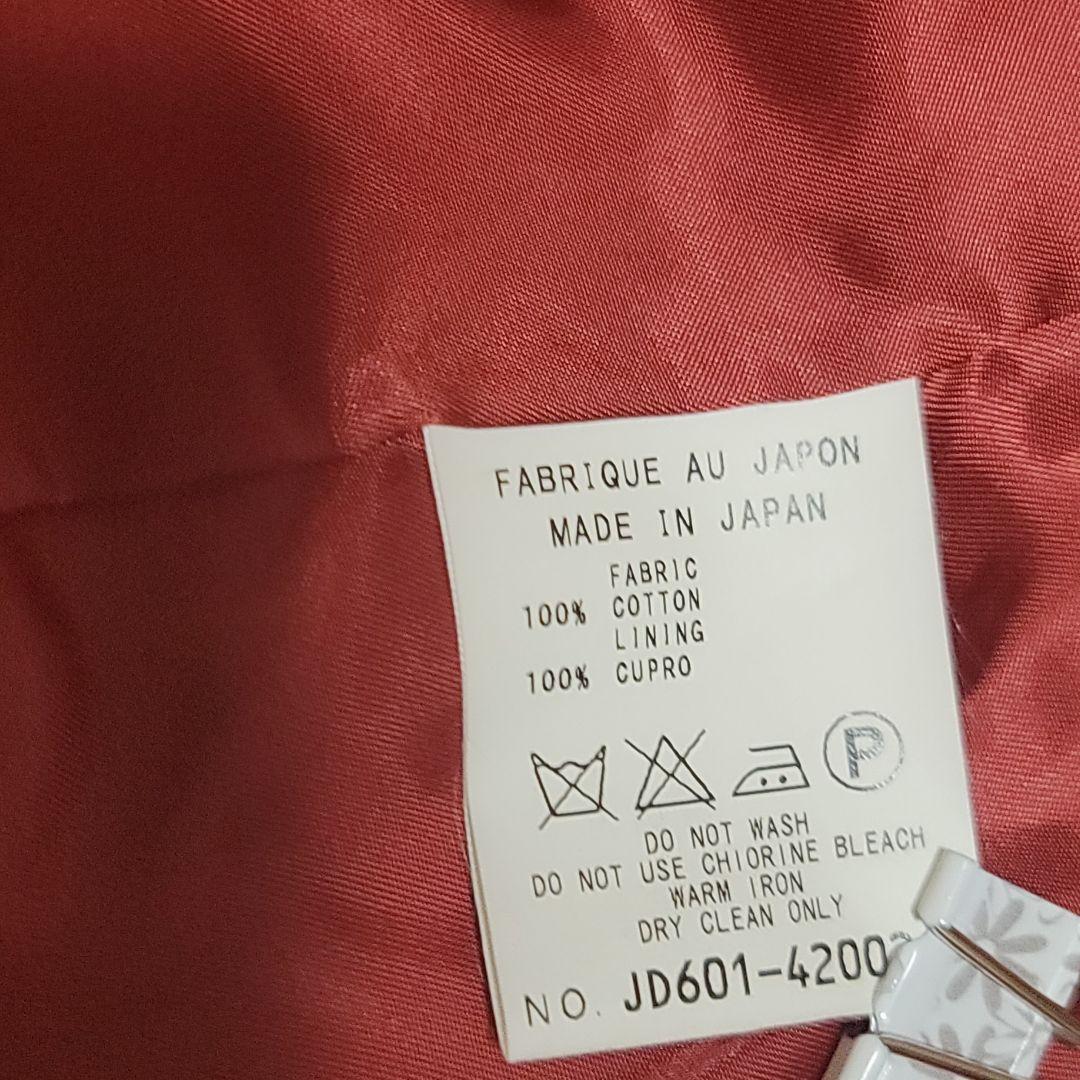 FABRIQUE AU JAPON
MADE IN JAPAN
FABRIC
100% COTTON
LINING
100% CUPRO
P
DO NOT WASH
DO NOT USE CHIORINE BLEACH
WARM IRON
DRY CLEAN ONLY
NO. JD601-4200